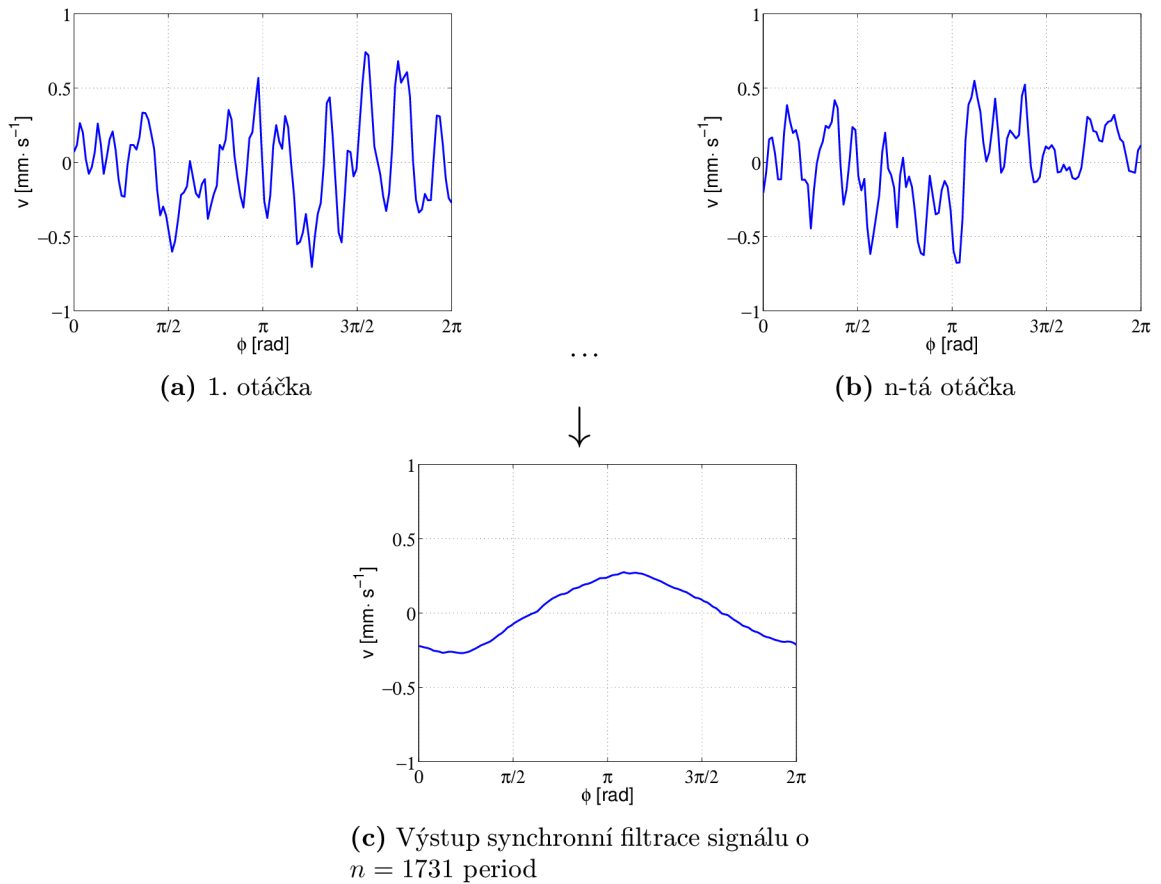 1
0.5
0
−0.5
−1
v [mm· s⁻¹]
0 π/2 π 3π/2 2π
ϕ [rad]
(a) 1. otáčka
...
1
0.5
0
−0.5
−1
v [mm· s⁻¹]
0 π/2 π 3π/2 2π
ϕ [rad]
(b) n-tá otáčka
1
0.5
0
−0.5
−1
v [mm· s⁻¹]
0 π/2 π 3π/2 2π
ϕ [rad]
(c) Výstup synchronní filtrace signálu o
n = 1731 period